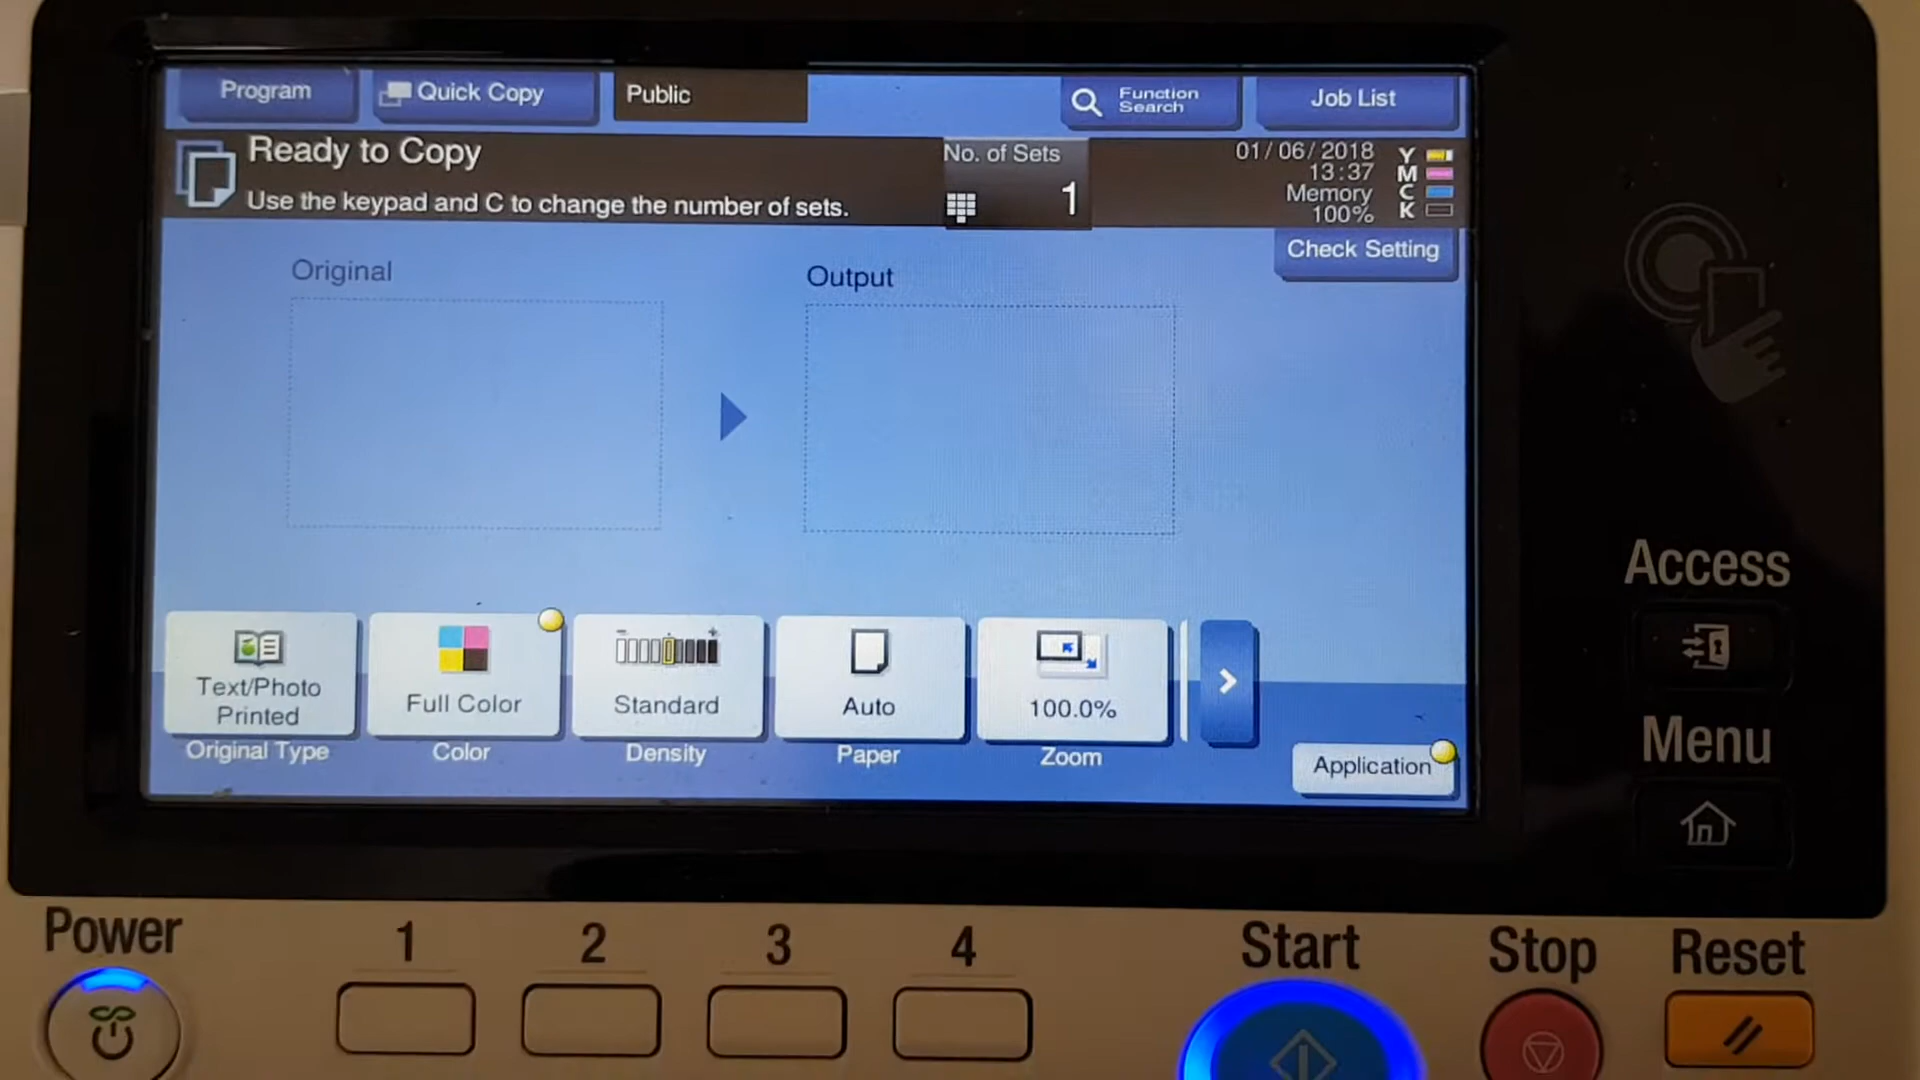 Program
Quick Copy
Public
Function
Search
Job List
Ready to Copy
Use the keypad and C to change the number of sets.
No. of Sets
1
01/06/2018
13:37
Memory
100%
Y
M
C
K
Check Setting
Original
Output
Text/Photo
Printed
Original Type
Full Color
Color
- +
Standard
Density
Auto
Paper
100.0%
Zoom
Application
Access
Menu
Power
1
2
3
4
Start
Stop
Reset